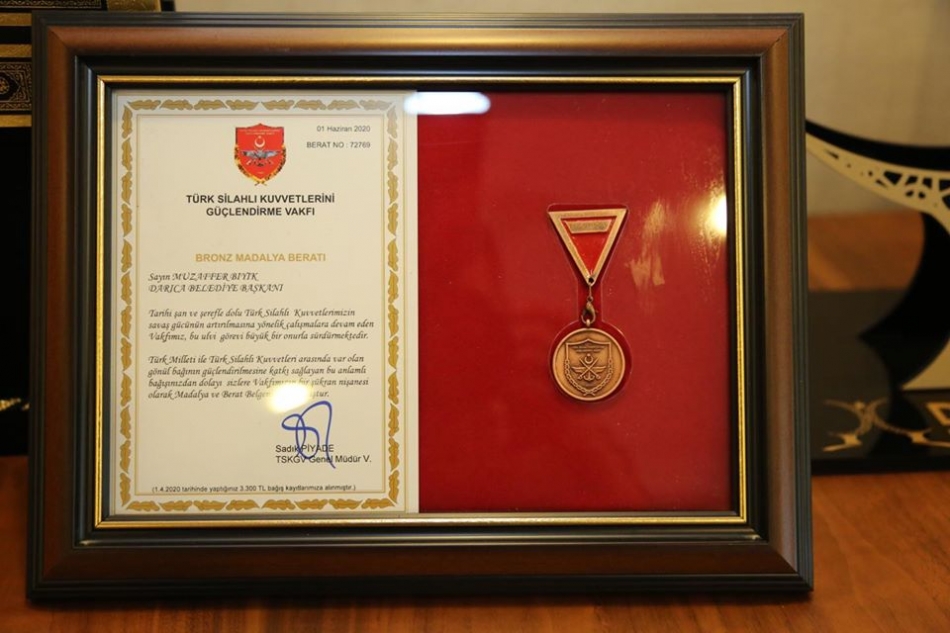 01 Haziran 2020
BERAT NO : 72769
TÜRK SİLAHLI KUVVETLERİNİ
GÜÇLENDİRME VAKFI
BRONZ MADALYA BERATI
Sayın MUZAFFER BIYIK
DARICA BELEDİYE BAŞKANI
Tarihi şan ve şerefle dolu Türk Silahlı Kuvvetlerimizin
savaş gücünün artırılmasına yönelik çalışmalara devam eden
Vakfımız, bu ulvi görevi büyük bir onurla sürdürmektedir.
Türk Milleti ile Türk Silahlı Kuvvetleri arasında var olan
gönül bağının güçlendirilmesine katkı sağlayan bu anlamlı
bağışınızdan dolayı sizlere bir şükran nişanesi
olarak Madalya ve Berat
Sadık PİYADE
TSKGV Genel Müdür V.
(1.4.2020 tarihinde yaptığınız 3.300 TL bağış kayıtlarımıza alınmıştır.)